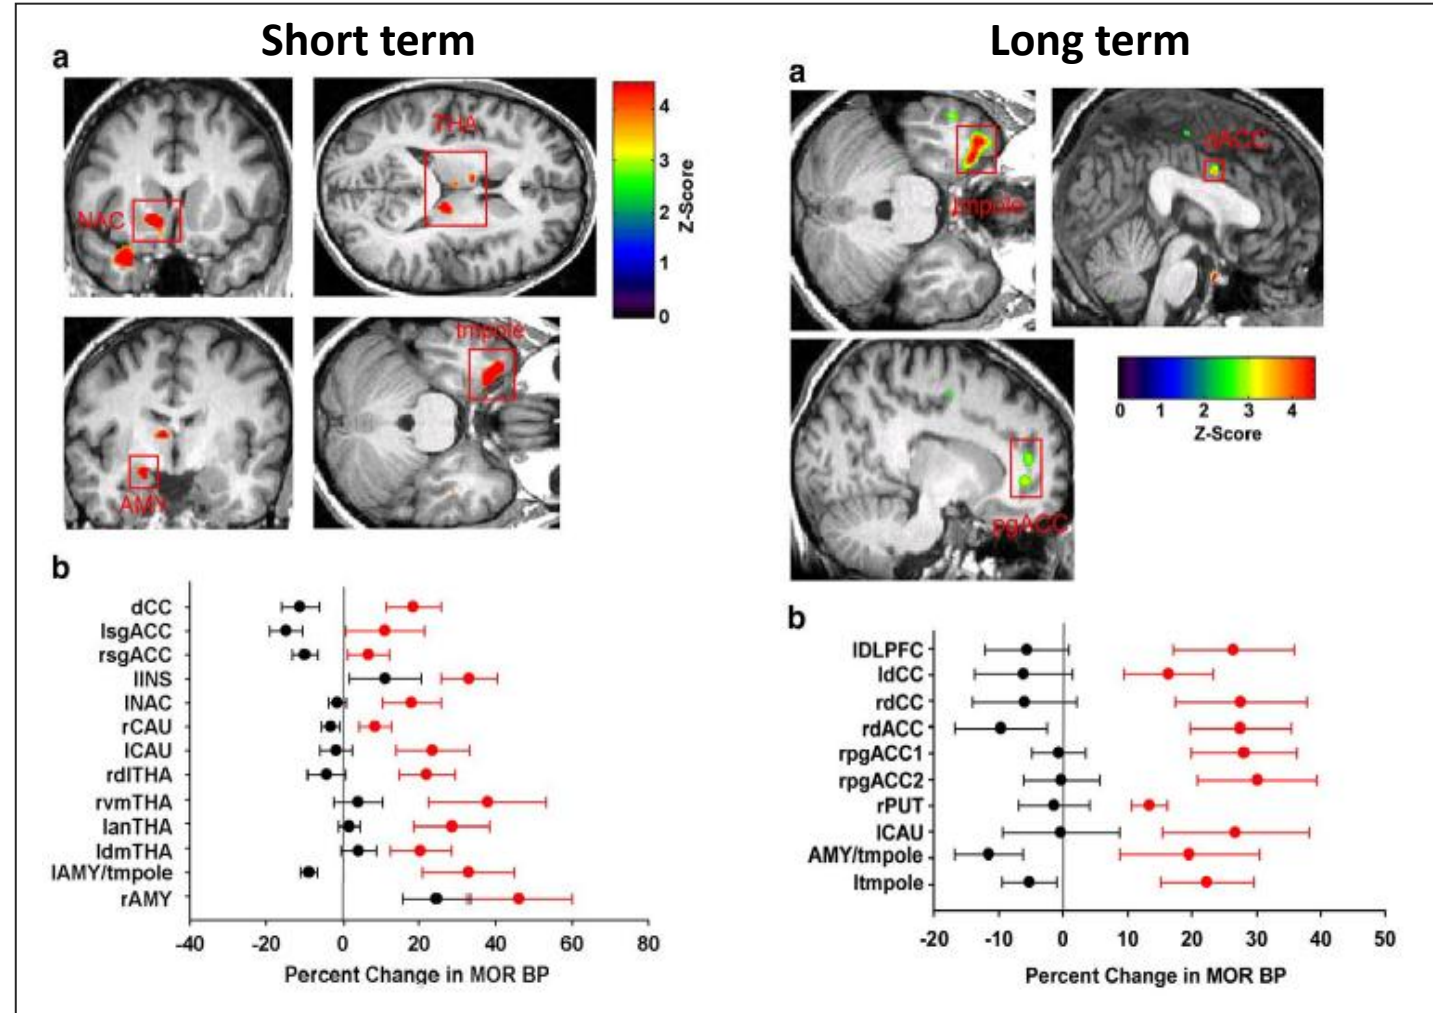 Short term
a
NAC
THA
4
3
2
1
0
Z-Score
AMY
tmpole
b
dCC
lsgACC
rsgACC
lINS
lNAC
rCAU
lCAU
rdlTHA
rvmTHA
lanTHA
ldmTHA
lAMY/tmpole
rAMY
-40 -20 0 20 40 60 80
Percent Change in MOR BP
Long term
a
tmpole
dACC
pgACC
0 1 2 3 4
Z-Score
b
lDLPFC
ldCC
rdCC
rdACC
rpgACC1
rpgACC2
rPUT
lCAU
AMY/tmpole
ltmpole
-20 -10 0 10 20 30 40 50
Percent Change in MOR BP